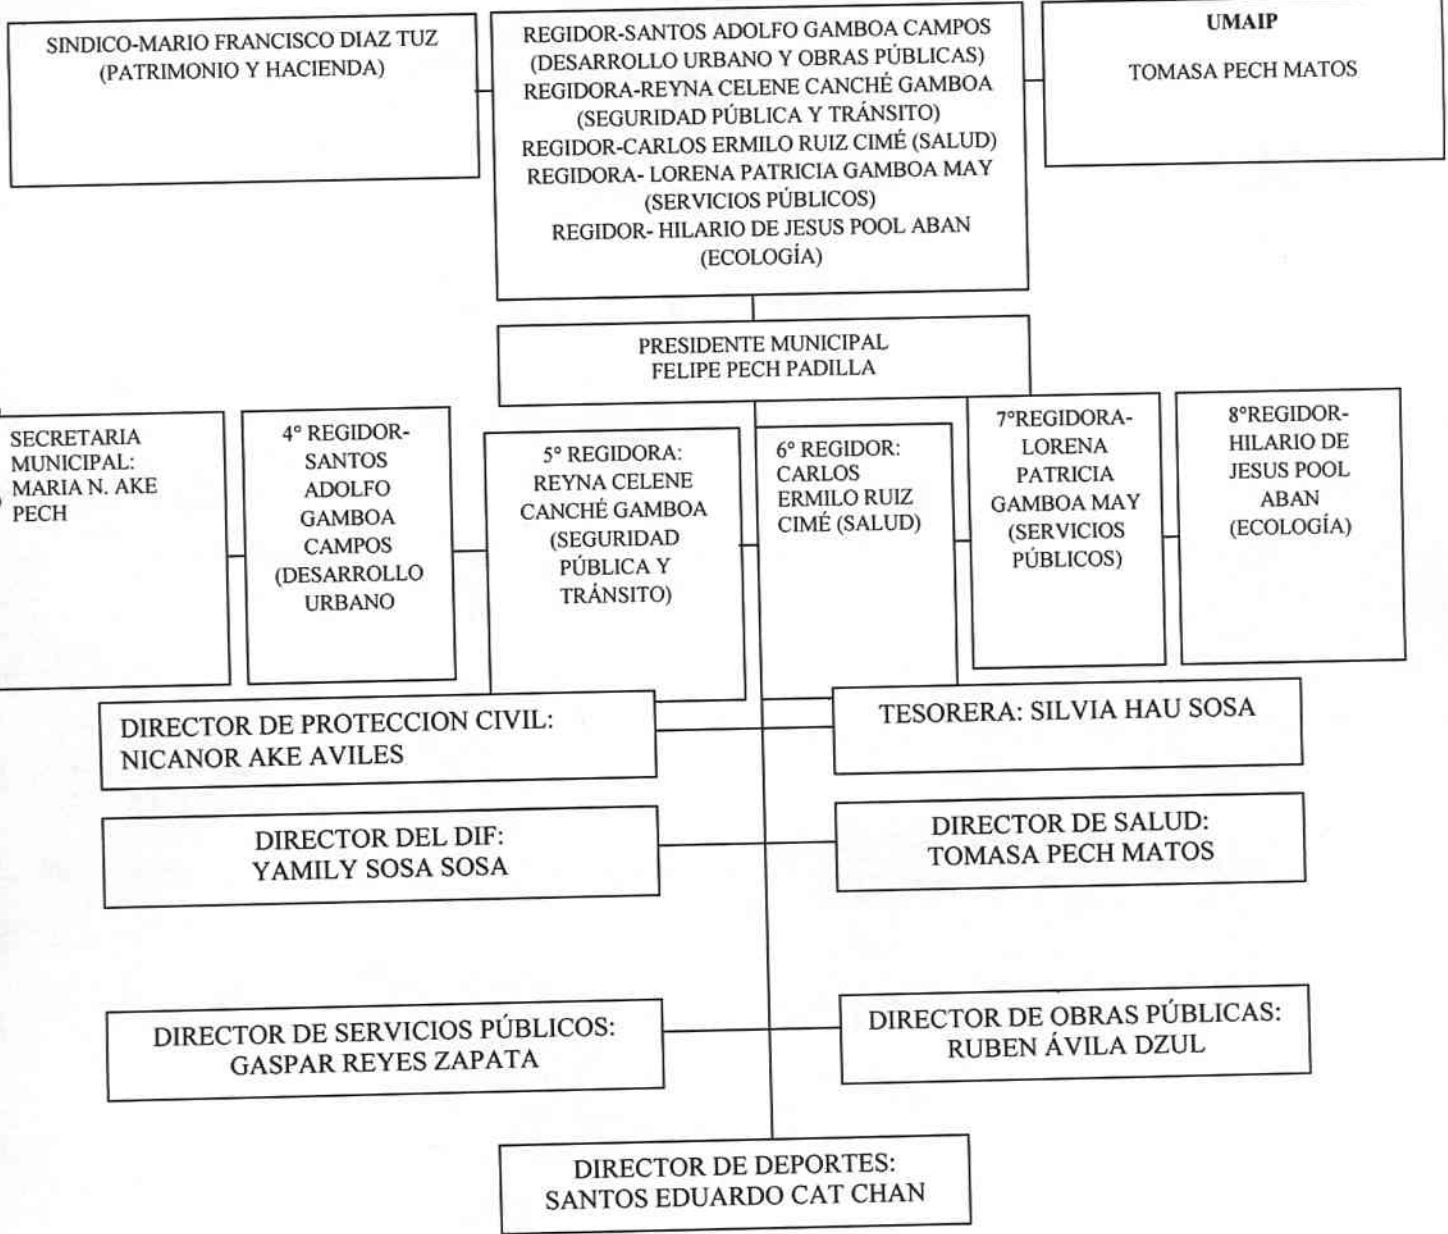 SINDICO-MARIO FRANCISCO DIAZ TUZ
(PATRIMONIO Y HACIENDA)
REGIDOR-SANTOS ADOLFO GAMBOA CAMPOS
(DESARROLLO URBANO Y OBRAS PÚBLICAS)
REGIDORA-REYNA CELENE CANCHÉ GAMBOA
(SEGURIDAD PÚBLICA Y TRÁNSITO)
REGIDOR-CARLOS ERMILO RUIZ CIMÉ (SALUD)
REGIDORA- LORENA PATRICIA GAMBOA MAY
(SERVICIOS PÚBLICOS)
REGIDOR- HILARIO DE JESUS POOL ABAN
(ECOLOGÍA)
UMAIP
TOMASA PECH MATOS
PRESIDENTE MUNICIPAL
FELIPE PECH PADILLA
SECRETARIA
MUNICIPAL:
MARIA N. AKE
PECH
4° REGIDOR-
SANTOS
ADOLFO
GAMBOA
CAMPOS
(DESARROLLO
URBANO
5° REGIDORA:
REYNA CELENE
CANCHÉ GAMBOA
(SEGURIDAD
PÚBLICA Y
TRÁNSITO)
6° REGIDOR:
CARLOS
ERMILO RUIZ
CIMÉ (SALUD)
7°REGIDORA-
LORENA
PATRICIA
GAMBOA MAY
(SERVICIOS
PÚBLICOS)
8°REGIDOR-
HILARIO DE
JESUS POOL
ABAN
(ECOLOGÍA)
DIRECTOR DE PROTECCION CIVIL:
NICANOR AKE AVILES
TESORERA: SILVIA HAU SOSA
DIRECTOR DEL DIF:
YAMILY SOSA SOSA
DIRECTOR DE SALUD:
TOMASA PECH MATOS
DIRECTOR DE SERVICIOS PÚBLICOS:
GASPAR REYES ZAPATA
DIRECTOR DE OBRAS PÚBLICAS:
RUBEN ÁVILA DZUL
DIRECTOR DE DEPORTES:
SANTOS EDUARDO CAT CHAN